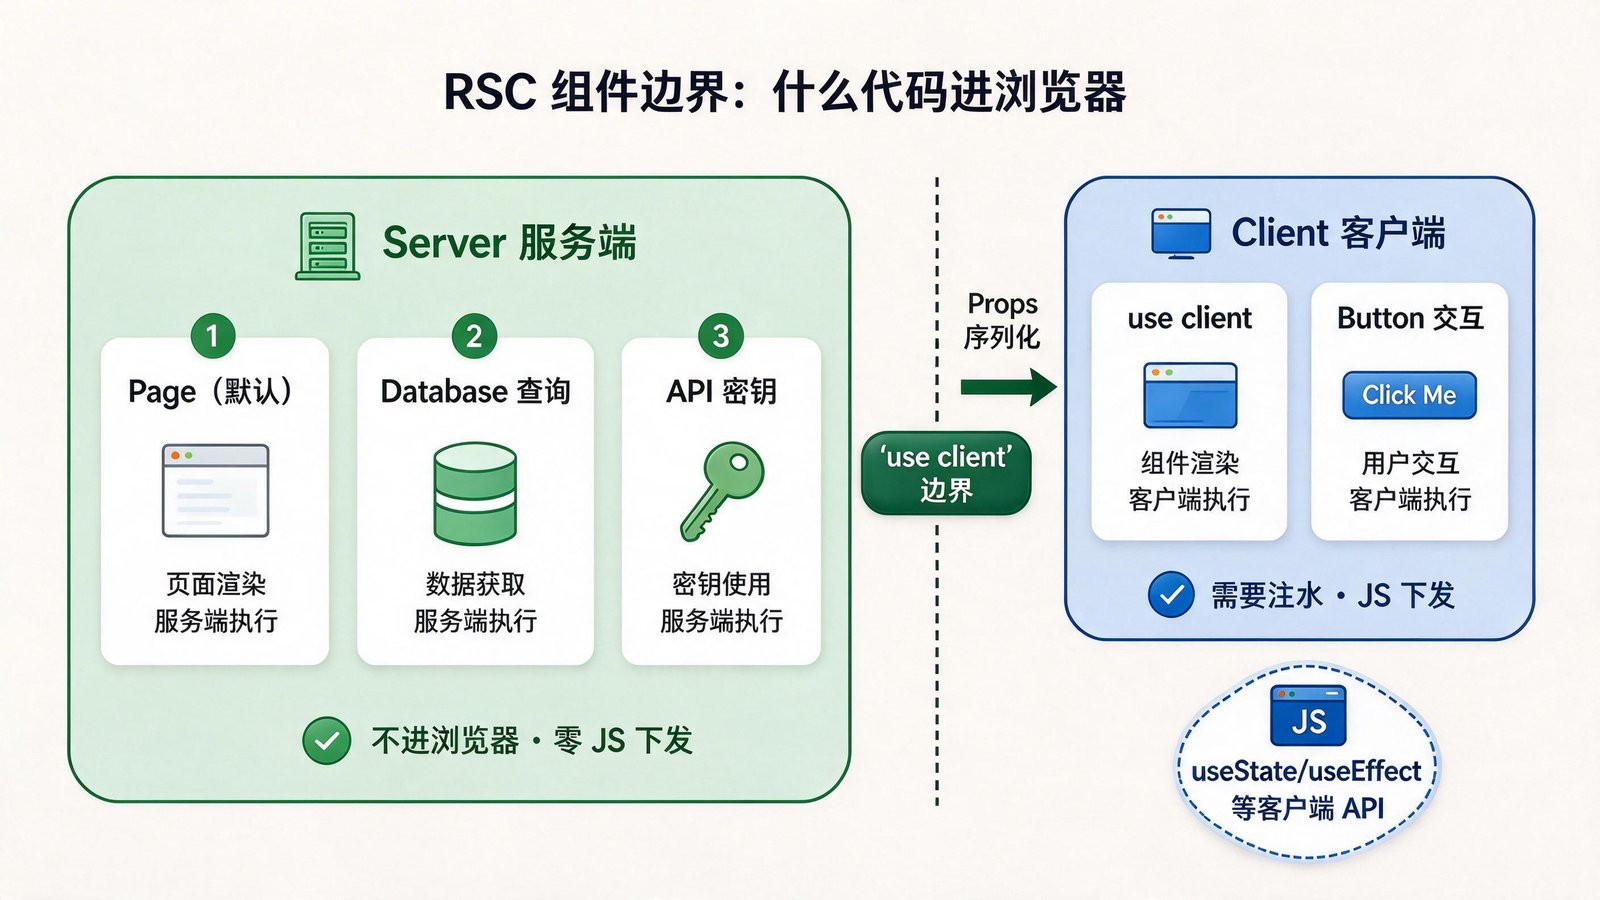 RSC 组件边界：什么代码进浏览器
Server 服务端
1
Page（默认）
页面渲染
服务端执行
2
Database 查询
数据获取
服务端执行
3
API 密钥
密钥使用
服务端执行
不进浏览器・零 JS 下发
Props
序列化
‘use client’
边界
Client 客户端
use client
组件渲染
客户端执行
Button 交互
Click Me
用户交互
客户端执行
需要注水・JS 下发
JS
useState/useEffect
等客户端 API